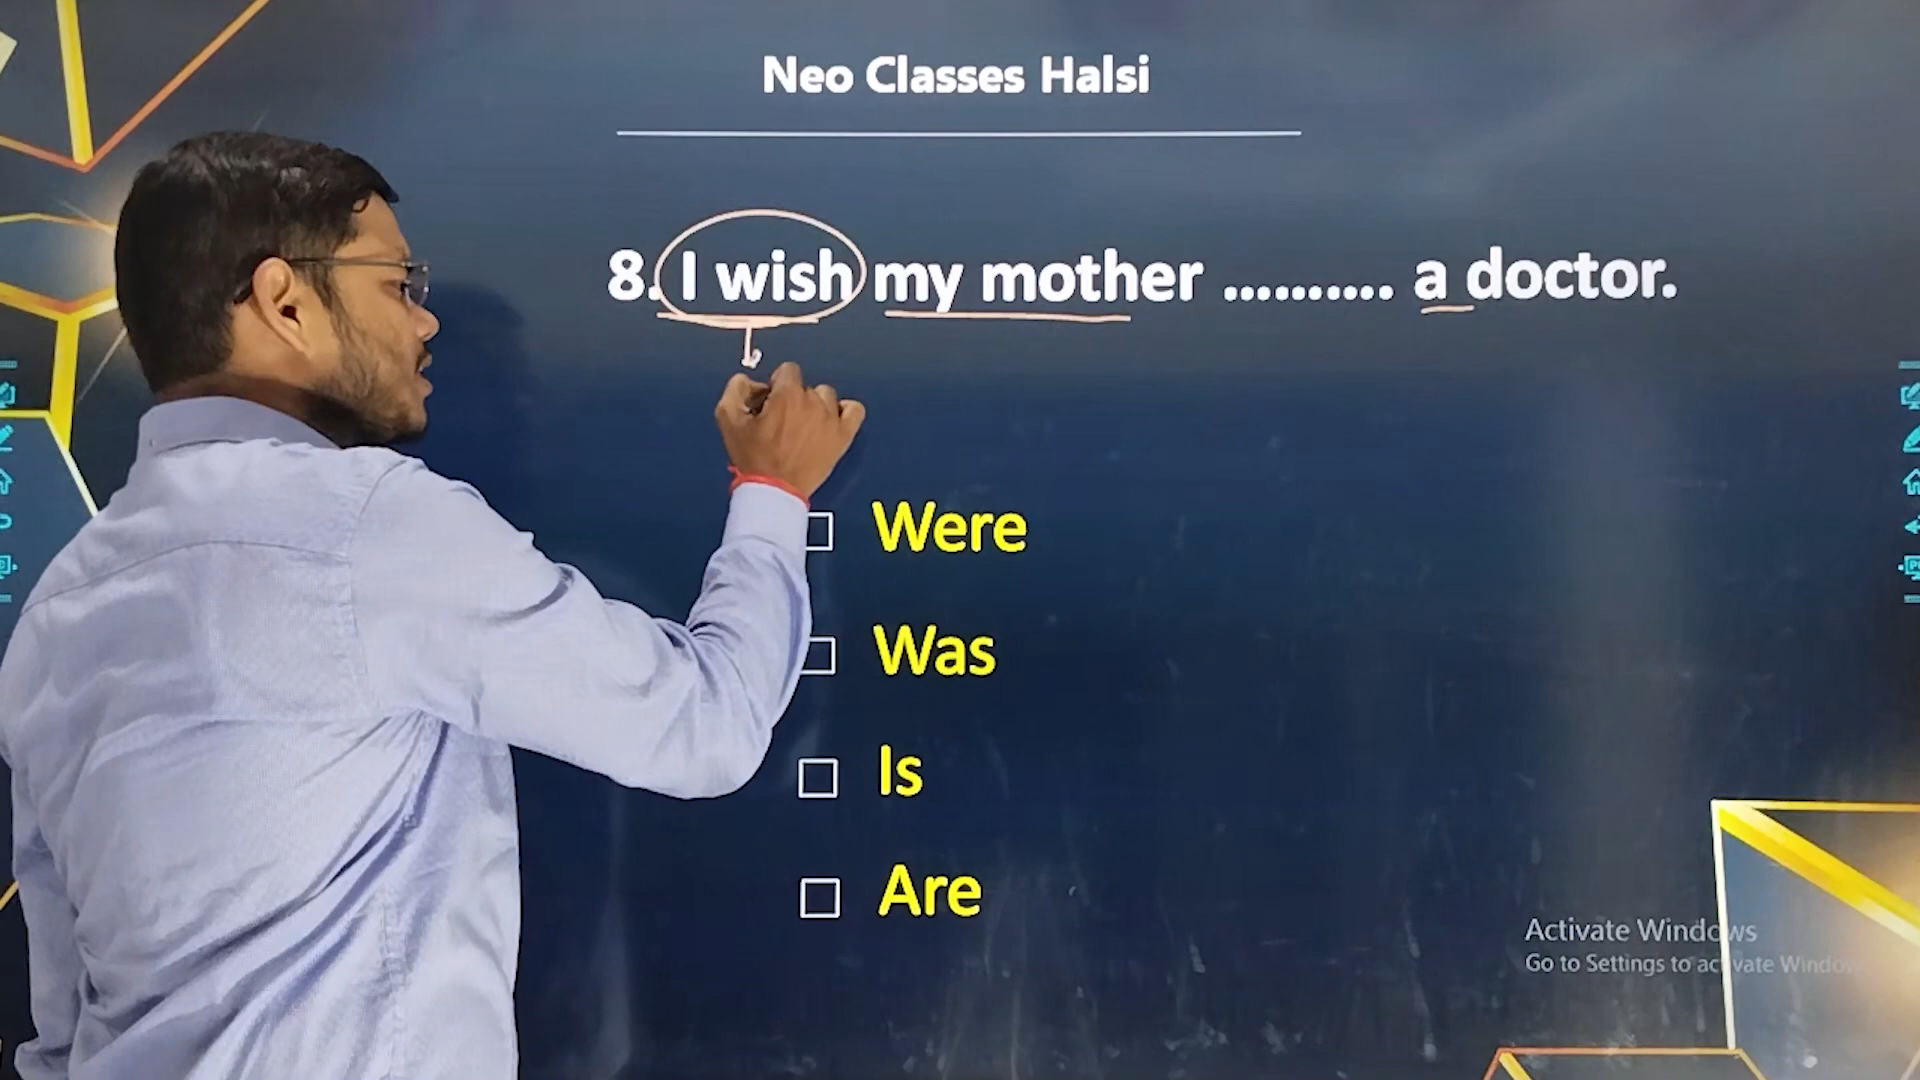 Neo Classes Halsi
8. I wish my mother .......... a doctor.
Were
Was
Is
Are
Activate Windows
Go to Settings to activate Windows